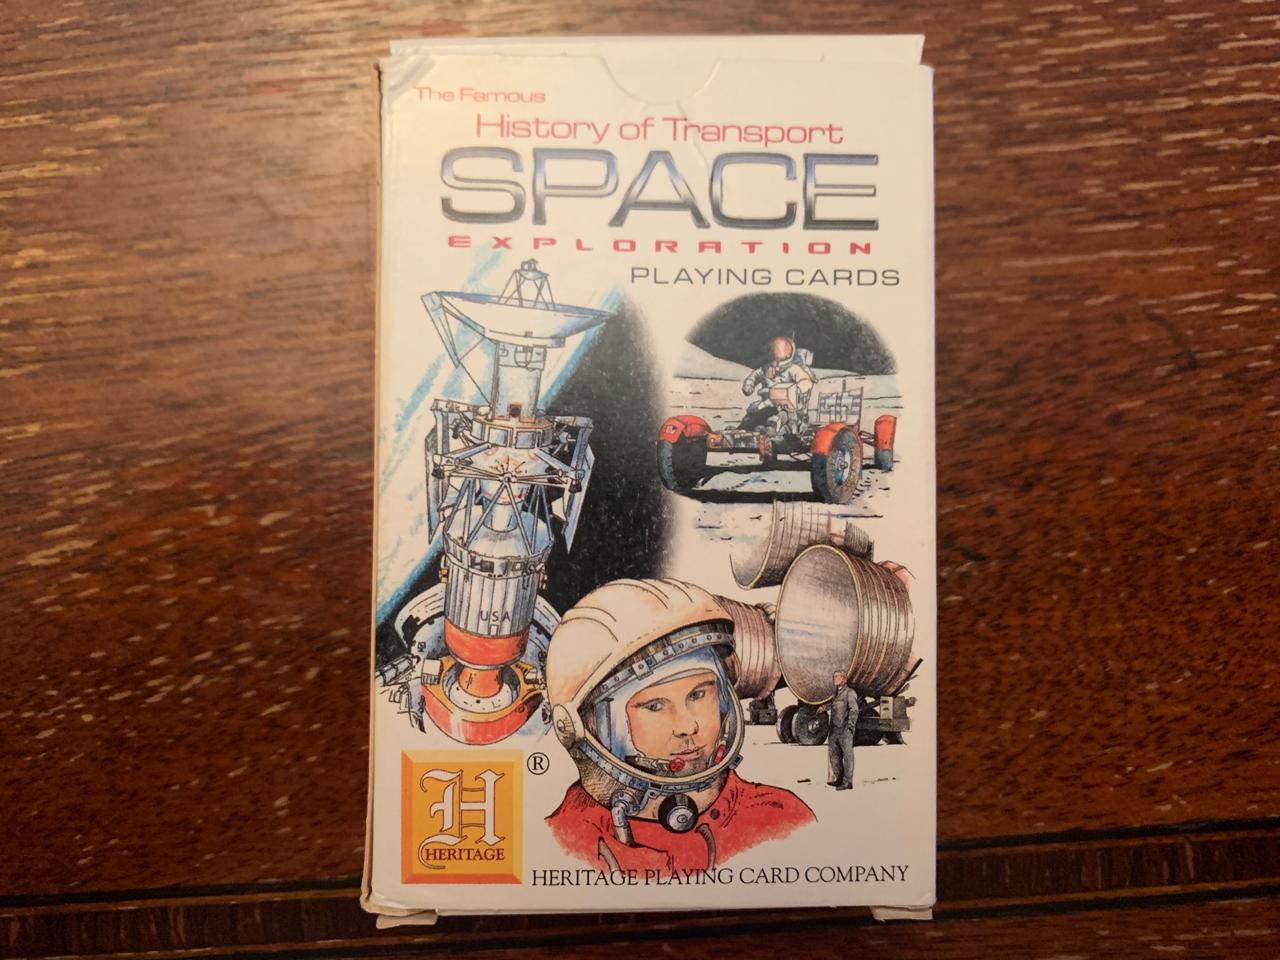 The Famous
History of Transport
SPACE
EXPLORATION
PLAYING CARDS
USA
H
HERITAGE
®
HERITAGE PLAYING CARD COMPANY